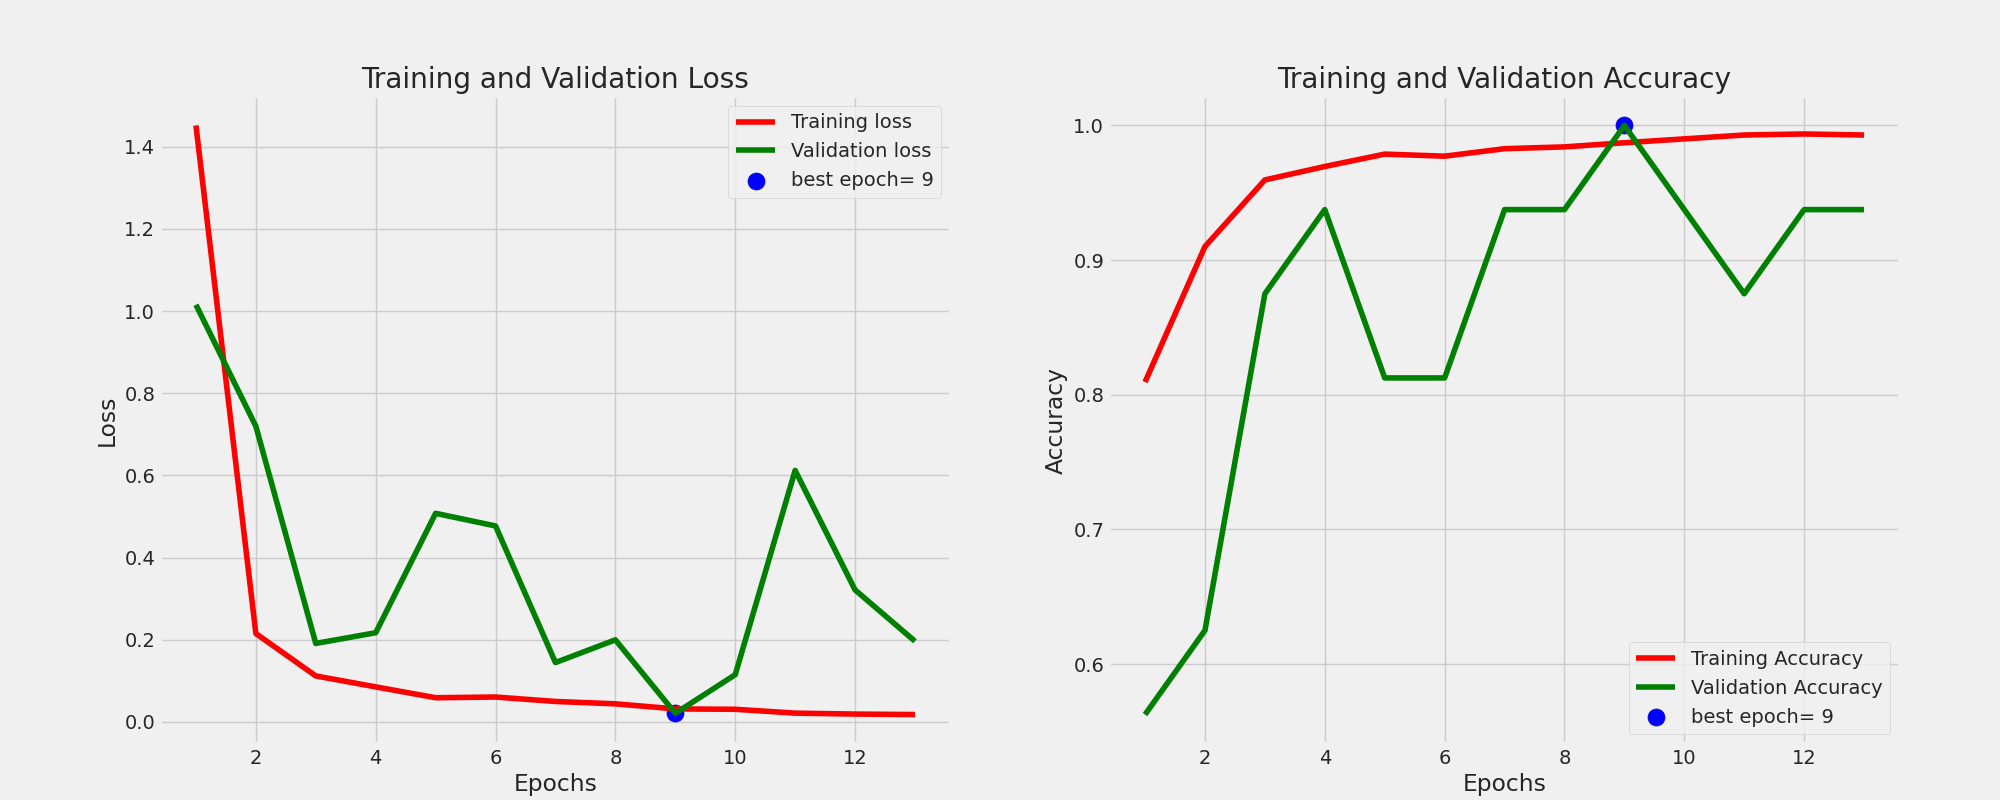 Training and Validation Loss
Training loss
Validation loss
best epoch= 9
1.4
1.2
1.0
0.8
0.6
0.4
0.2
0.0
Loss
2 4 6 8 10 12
Epochs
Training and Validation Accuracy
1.0
0.9
0.8
0.7
0.6
Accuracy
Training Accuracy
Validation Accuracy
best epoch= 9
2 4 6 8 10 12
Epochs